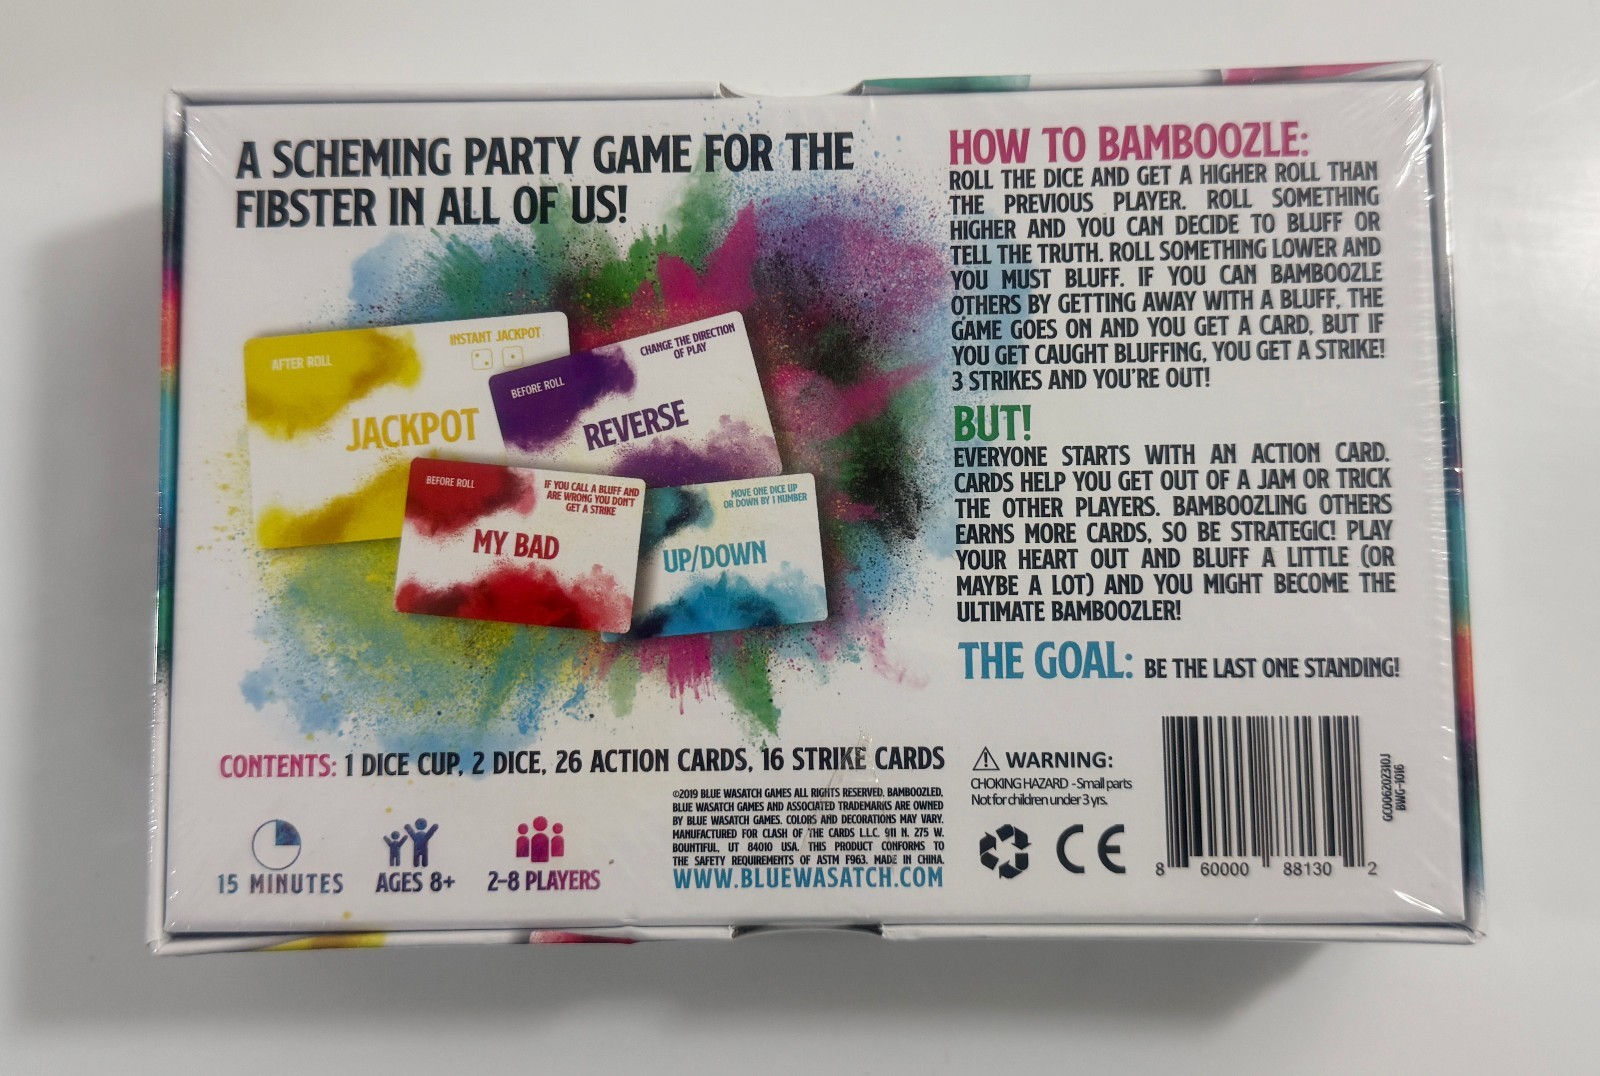 A SCHEMING PARTY GAME FOR THE
FIBSTER IN ALL OF US!
AFTER ROLL
INSTANT JACKPOT
JACKPOT
BEFORE ROLL
CHANGE THE DIRECTION
OF PLAY
REVERSE
BEFORE ROLL
IF YOU CALL A BLUFF AND
ARE WRONG YOU DON'T
GET A STRIKE
MY BAD
MOVE ONE DICE UP
OR DOWN BY 1 NUMBER
UP/DOWN
HOW TO BAMBOOZLE:
ROLL THE DICE AND GET A HIGHER ROLL THAN
THE PREVIOUS PLAYER. ROLL SOMETHING
HIGHER AND YOU CAN DECIDE TO BLUFF OR
TELL THE TRUTH. ROLL SOMETHING LOWER AND
YOU MUST BLUFF. IF YOU CAN BAMBOOZLE
OTHERS BY GETTING AWAY WITH A BLUFF, THE
GAME GOES ON AND YOU GET A CARD, BUT IF
YOU GET CAUGHT BLUFFING, YOU GET A STRIKE!
3 STRIKES AND YOU'RE OUT!
BUT!
EVERYONE STARTS WITH AN ACTION CARD.
CARDS HELP YOU GET OUT OF A JAM OR TRICK
THE OTHER PLAYERS. BAMBOOZLING OTHERS
EARNS MORE CARDS, SO BE STRATEGIC! PLAY
YOUR HEART OUT AND BLUFF A LITTLE (OR
MAYBE A LOT) AND YOU MIGHT BECOME THE
ULTIMATE BAMBOOZLER!
THE GOAL: BE THE LAST ONE STANDING!
CONTENTS: 1 DICE CUP, 2 DICE, 26 ACTION CARDS, 16 STRIKE CARDS
15 MINUTES
AGES 8+
2-8 PLAYERS
©2019 BLUE WASATCH GAMES ALL RIGHTS RESERVED. BAMBOOZLED,
BLUE WASATCH GAMES AND ASSOCIATED TRADEMARKS ARE OWNED
BY BLUE WASATCH GAMES. COLORS AND DECORATIONS MAY VARY.
MANUFACTURED FOR CLASH OF THE CARDS L.L.C. 911 N. 275 W.
BOUNTIFUL, UT 84010 USA. THIS PRODUCT CONFORMS TO
THE SAFETY REQUIREMENTS OF ASTM F963. MADE IN CHINA.
WWW.BLUEWASATCH.COM
WARNING:
CHOKING HAZARD - Small parts
Not for children under 3 yrs.
CE
8 60000 88130 2
GC006202310J
BWG-1016